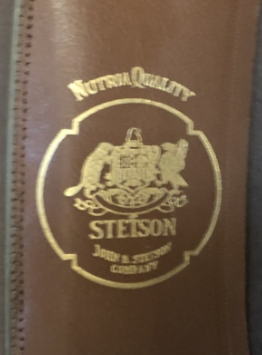 NUTRIA QUALITY
STETSON
JOHN B. STETSON
COMPANY